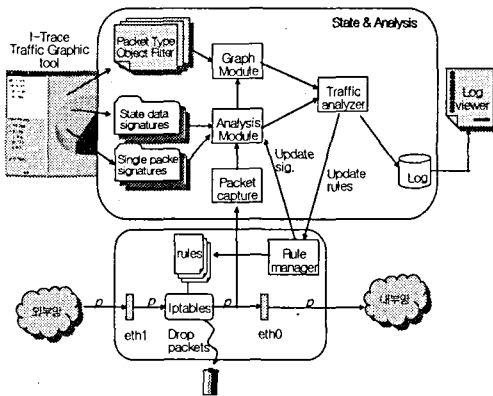 I-Trace
Traffic Graphic
tool
State & Analysis
Packet Type
Object Filter
Graph
Module
Traffic
analyzer
Log
viewer
State data
signatures
Analysis
Module
Single packe
signatures
Update
sig.
Update
rules
Log
Packet
capture
rules
Rule
manager
외부망
p
p
Iptables
p
p
내부망
eth1
Drop
packets
eth0